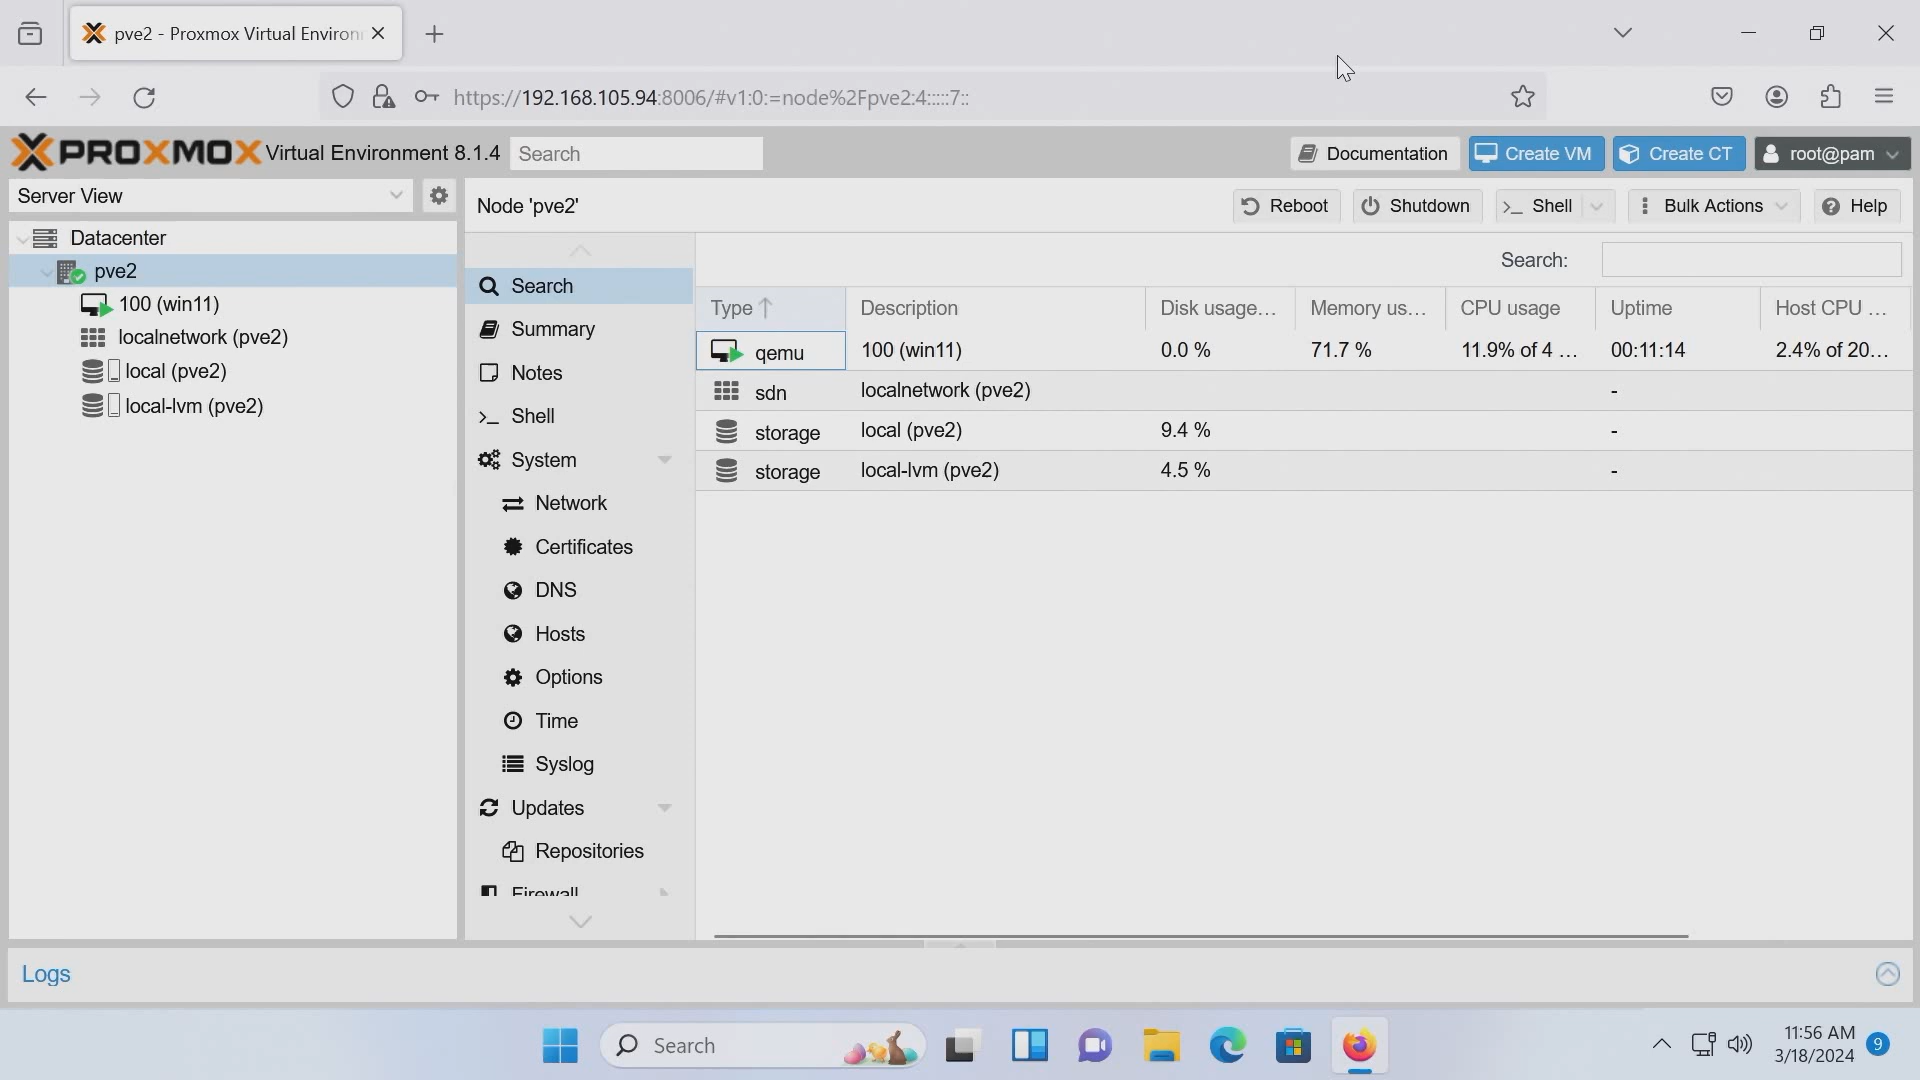 pve2 - Proxmox Virtual Environ
https://192.168.105.94:8006/#v1:0:=node%2Fpve2:4:::::7::
PROXMOX Virtual Environment 8.1.4 Search Documentation Create VM Create CT root@pam
Server View
Node 'pve2' Reboot Shutdown >_ Shell Bulk Actions Help
Datacenter
pve2
100 (win11)
localnetwork (pve2)
local (pve2)
local-lvm (pve2)
Search
Summary
Notes
>_ Shell
System
Network
Certificates
DNS
Hosts
Options
Time
Syslog
Updates
Repositories
Firewall
Search:
Type Description Disk usage... Memory us... CPU usage Uptime Host CPU ...
qemu 100 (win11) 0.0 % 71.7 % 11.9% of 4 ... 00:11:14 2.4% of 20...
sdn localnetwork (pve2) -
storage local (pve2) 9.4 % -
storage local-lvm (pve2) 4.5 % -
Logs
Search
11:56 AM
3/18/2024
9